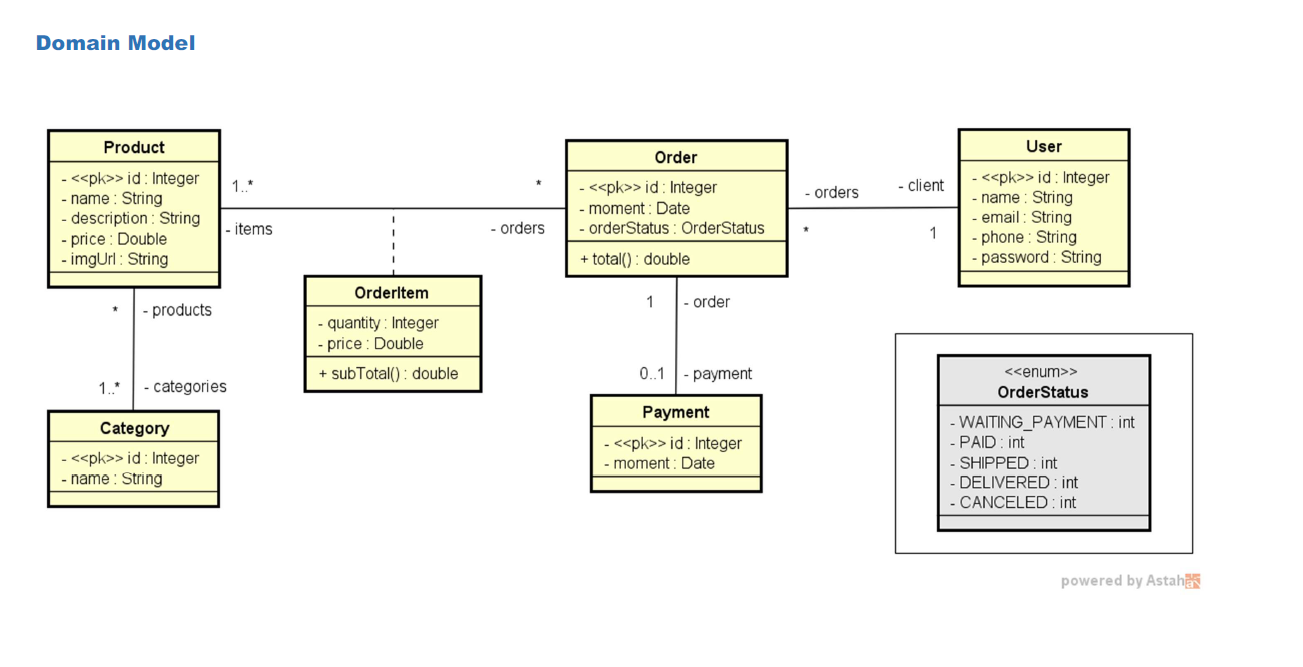 Domain Model
Product
- <<pk>> id : Integer
- name : String
- description : String
- price : Double
- imgUrl : String
1..*
- items
*
- orders
Order
- <<pk>> id : Integer
- moment : Date
- orderStatus : OrderStatus
+ total() : double
- orders
*
- client
1
User
- <<pk>> id : Integer
- name : String
- email : String
- phone : String
- password : String
OrderItem
- quantity : Integer
- price : Double
+ subTotal() : double
* - products
1..* - categories
Category
- <<pk>> id : Integer
- name : String
1 - order
0..1 - payment
Payment
- <<pk>> id : Integer
- moment : Date
<<enum>>
OrderStatus
- WAITING_PAYMENT : int
- PAID : int
- SHIPPED : int
- DELIVERED : int
- CANCELED : int
powered by Astah